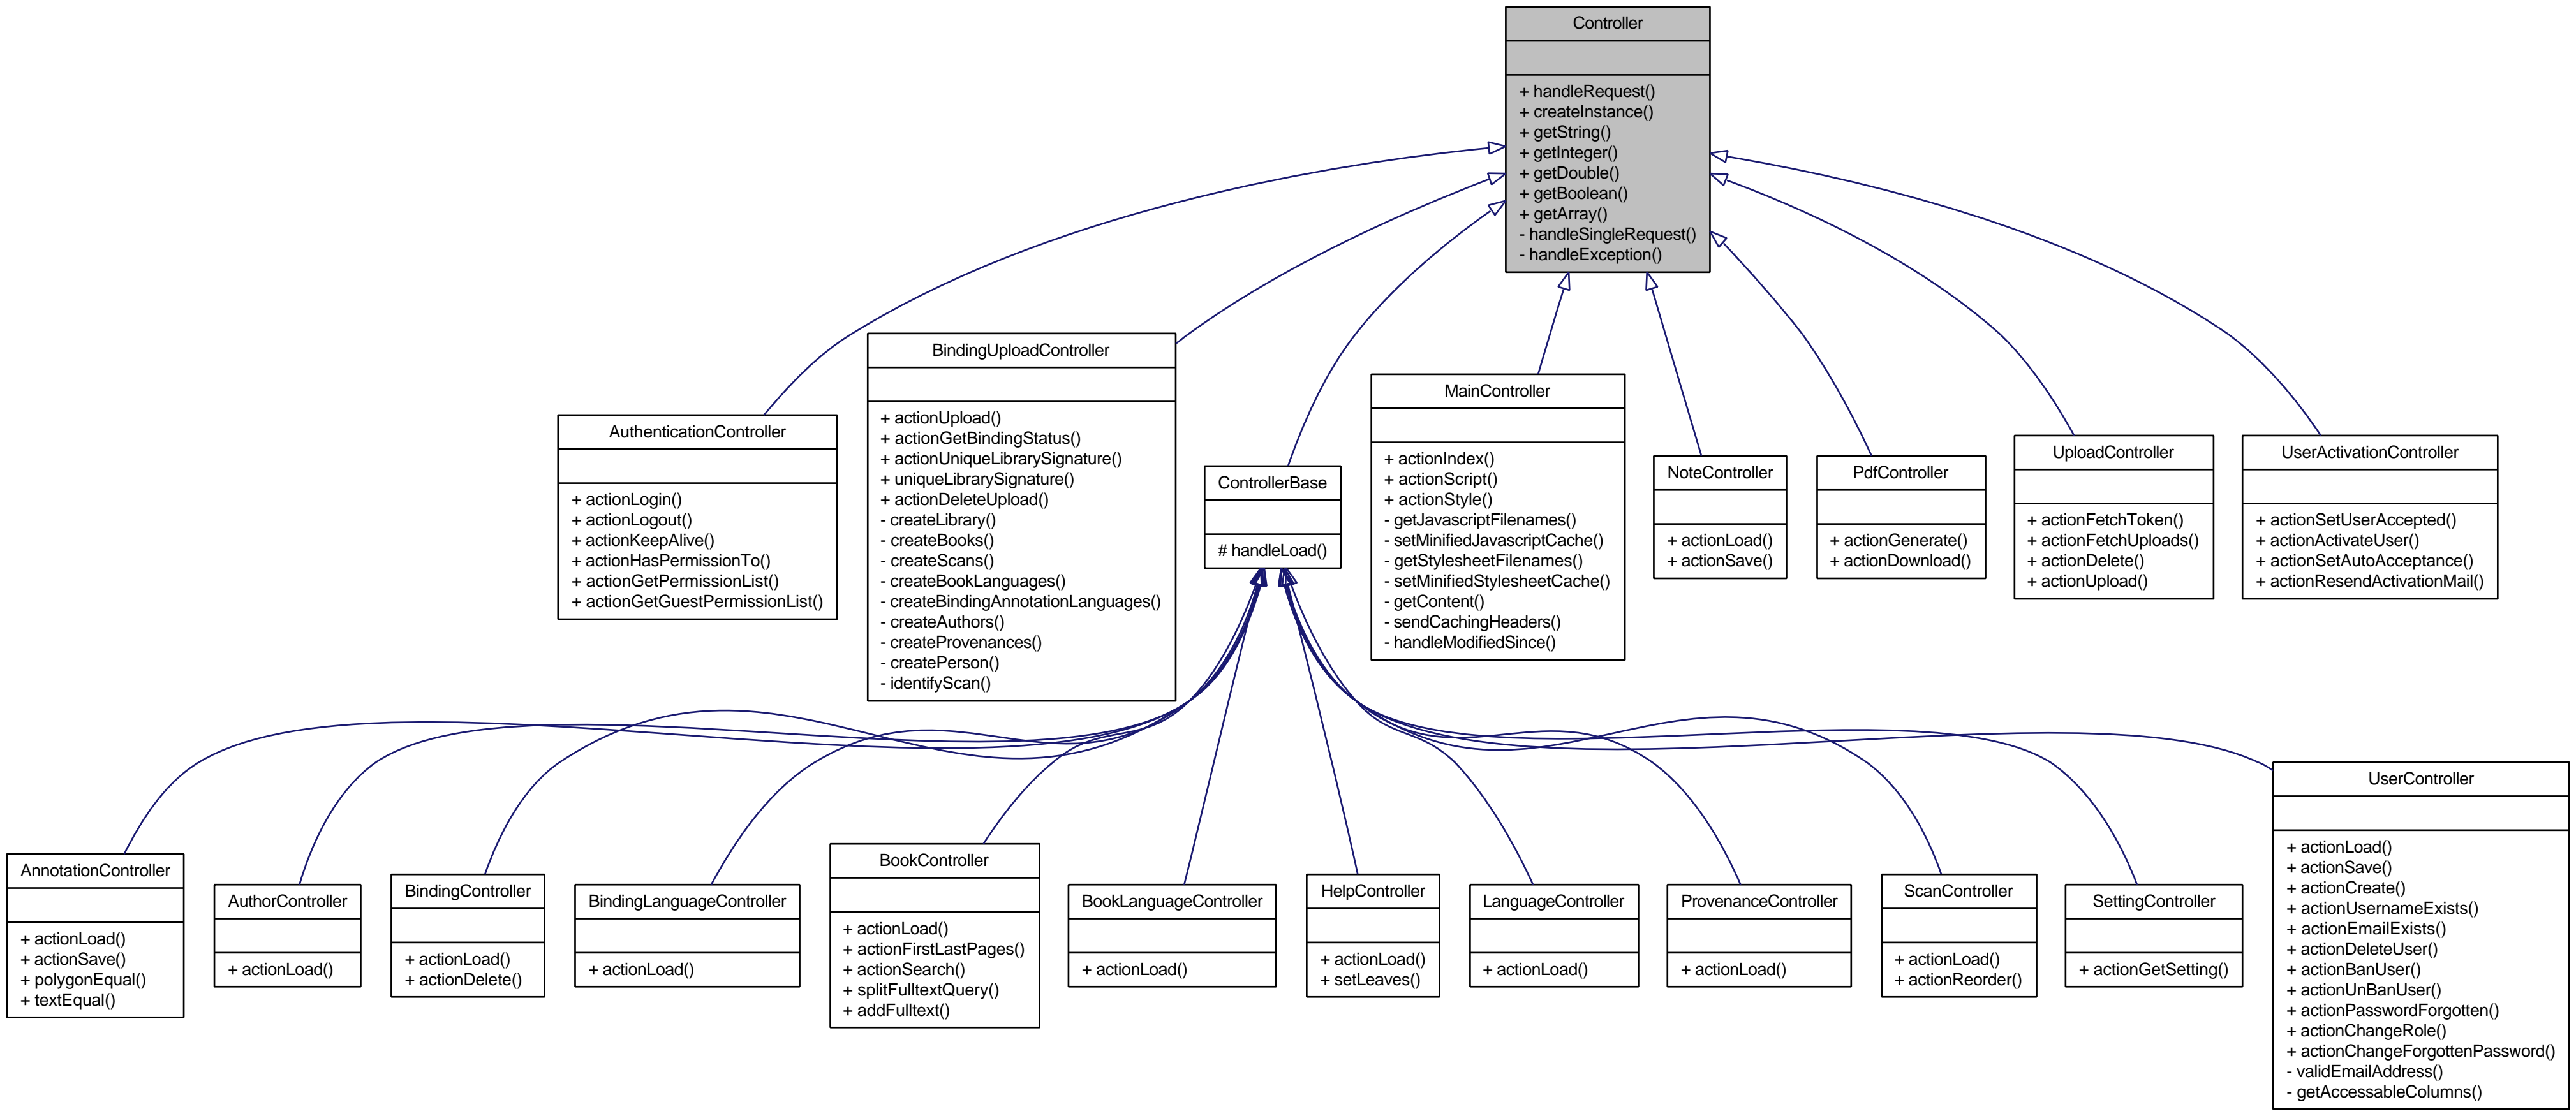 Controller
+ handleRequest()
+ createInstance()
+ getString()
+ getInteger()
+ getDouble()
+ getBoolean()
+ getArray()
- handleSingleRequest()
- handleException()
AuthenticationController
+ actionLogin()
+ actionLogout()
+ actionKeepAlive()
+ actionHasPermissionTo()
+ actionGetPermissionList()
+ actionGetGuestPermissionList()
BindingUploadController
+ actionUpload()
+ actionGetBindingStatus()
+ actionUniqueLibrarySignature()
+ uniqueLibrarySignature()
+ actionDeleteUpload()
- createLibrary()
- createBooks()
- createScans()
- createBookLanguages()
- createBindingAnnotationLanguages()
- createAuthors()
- createProvenances()
- createPerson()
- identifyScan()
ControllerBase
# handleLoad()
MainController
+ actionIndex()
+ actionScript()
+ actionStyle()
- getJavascriptFilenames()
- setMinifiedJavascriptCache()
- getStylesheetFilenames()
- setMinifiedStylesheetCache()
- getContent()
- sendCachingHeaders()
- handleModifiedSince()
NoteController
+ actionLoad()
+ actionSave()
PdfController
+ actionGenerate()
+ actionDownload()
UploadController
+ actionFetchToken()
+ actionFetchUploads()
+ actionDelete()
+ actionUpload()
UserActivationController
+ actionSetUserAccepted()
+ actionActivateUser()
+ actionSetAutoAcceptance()
+ actionResendActivationMail()
AnnotationController
+ actionLoad()
+ actionSave()
+ polygonEqual()
+ textEqual()
AuthorController
+ actionLoad()
BindingController
+ actionLoad()
+ actionDelete()
BindingLanguageController
+ actionLoad()
BookController
+ actionLoad()
+ actionFirstLastPages()
+ actionSearch()
+ splitFulltextQuery()
+ addFulltext()
BookLanguageController
+ actionLoad()
HelpController
+ actionLoad()
+ setLeaves()
LanguageController
+ actionLoad()
ProvenanceController
+ actionLoad()
ScanController
+ actionLoad()
+ actionReorder()
SettingController
+ actionGetSetting()
UserController
+ actionLoad()
+ actionSave()
+ actionCreate()
+ actionUsernameExists()
+ actionEmailExists()
+ actionDeleteUser()
+ actionBanUser()
+ actionUnBanUser()
+ actionPasswordForgotten()
+ actionChangeRole()
+ actionChangeForgottenPassword()
- validEmailAddress()
- getAccessableColumns()